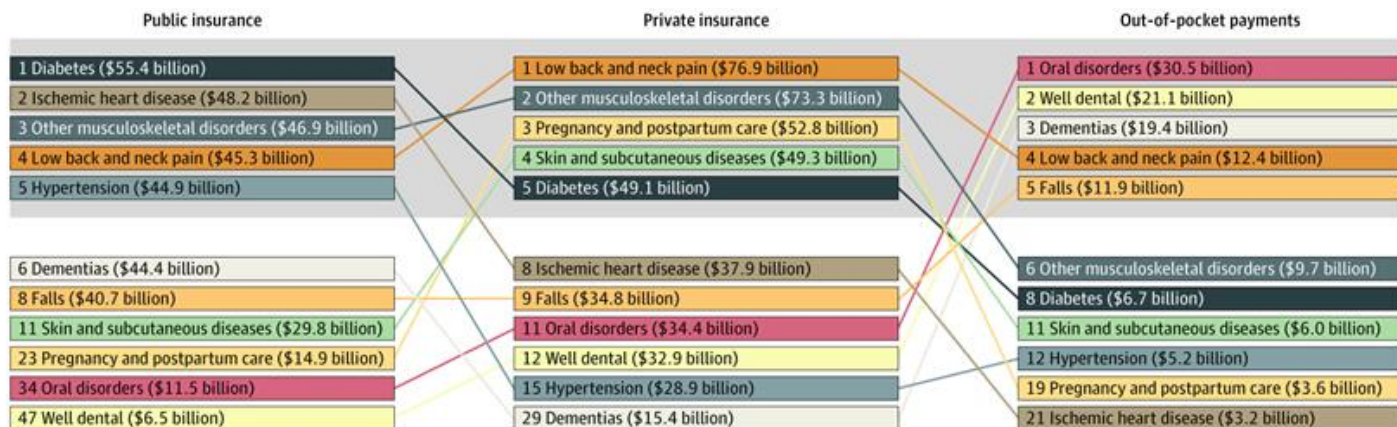 Public insurance
Private insurance
Out-of-pocket payments
1 Diabetes ($55.4 billion)
2 Ischemic heart disease ($48.2 billion)
3 Other musculoskeletal disorders ($46.9 billion)
4 Low back and neck pain ($45.3 billion)
5 Hypertension ($44.9 billion)
6 Dementias ($44.4 billion)
8 Falls ($40.7 billion)
11 Skin and subcutaneous diseases ($29.8 billion)
23 Pregnancy and postpartum care ($14.9 billion)
34 Oral disorders ($11.5 billion)
47 Well dental ($6.5 billion)
1 Low back and neck pain ($76.9 billion)
2 Other musculoskeletal disorders ($73.3 billion)
3 Pregnancy and postpartum care ($52.8 billion)
4 Skin and subcutaneous diseases ($49.3 billion)
5 Diabetes ($49.1 billion)
8 Ischemic heart disease ($37.9 billion)
9 Falls ($34.8 billion)
11 Oral disorders ($34.4 billion)
12 Well dental ($32.9 billion)
15 Hypertension ($28.9 billion)
29 Dementias ($15.4 billion)
1 Oral disorders ($30.5 billion)
2 Well dental ($21.1 billion)
3 Dementias ($19.4 billion)
4 Low back and neck pain ($12.4 billion)
5 Falls ($11.9 billion)
6 Other musculoskeletal disorders ($9.7 billion)
8 Diabetes ($6.7 billion)
11 Skin and subcutaneous diseases ($6.0 billion)
12 Hypertension ($5.2 billion)
19 Pregnancy and postpartum care ($3.6 billion)
21 Ischemic heart disease ($3.2 billion)